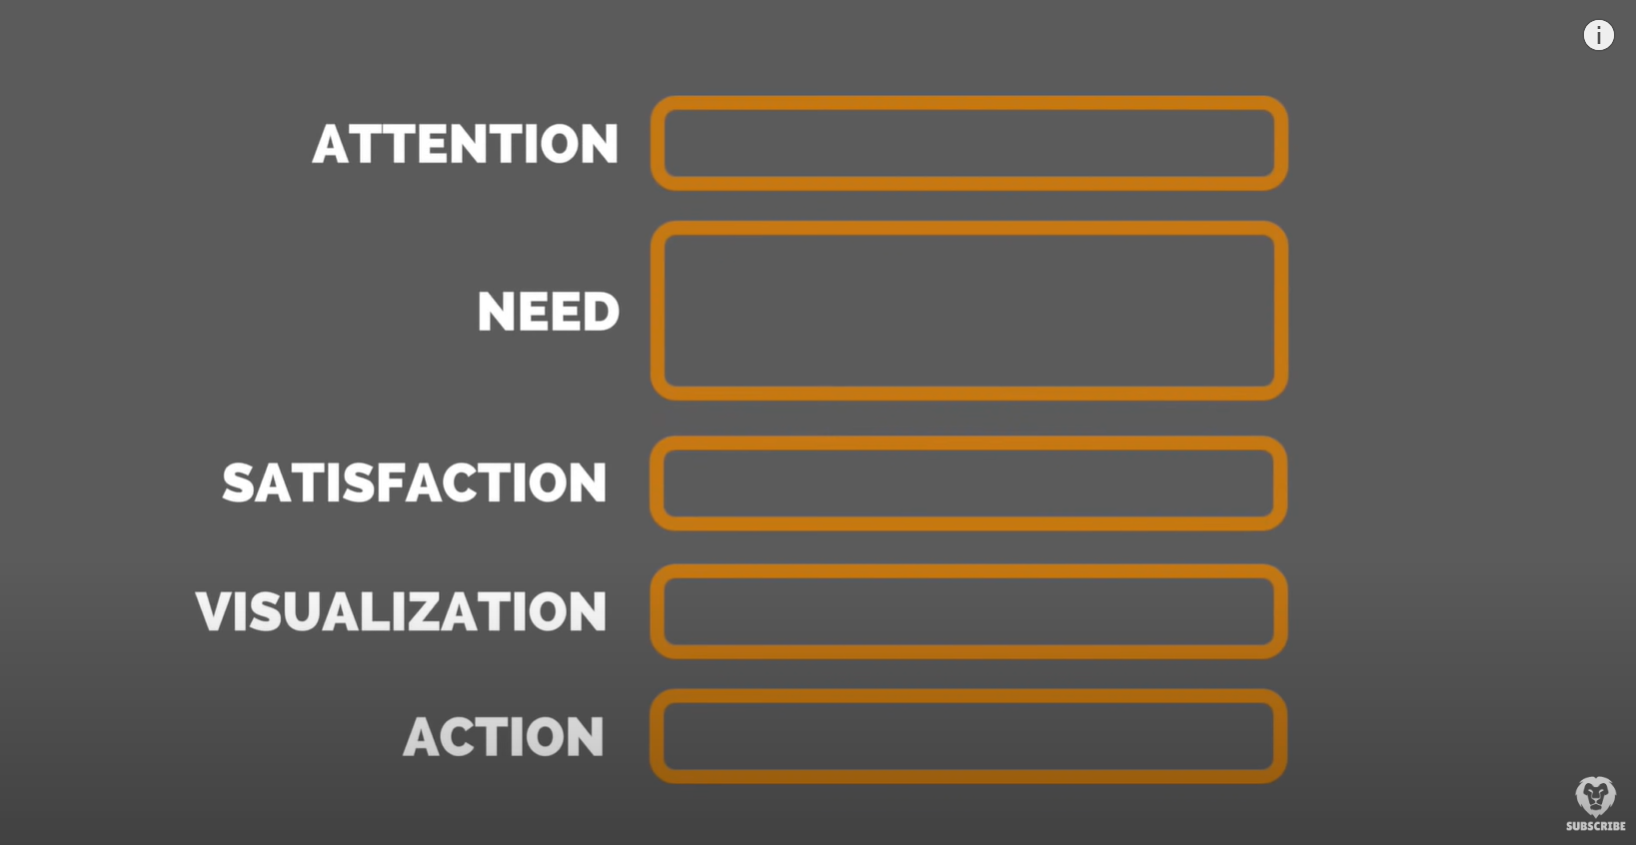 ATTENTION
NEED
SATISFACTION
VISUALIZATION
ACTION
i
SUBSCRIBE